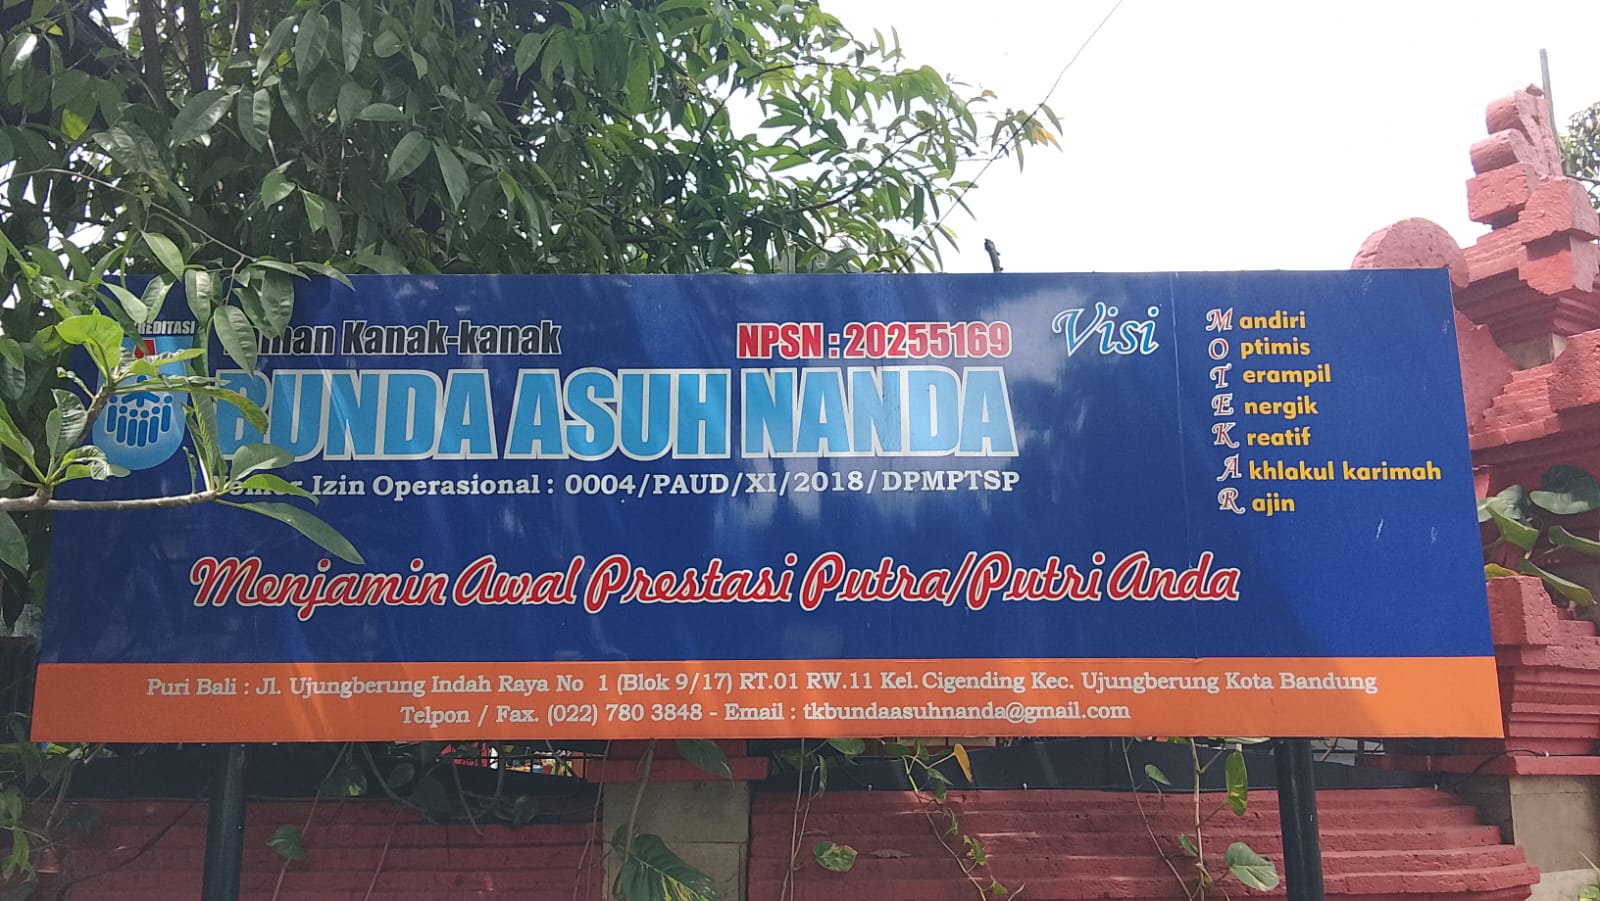 Kanak-kanak
NPSN : 20255169
BUNDA ASUH NANDA
Izin Operasional : 0004/PAUD/XI/2018/DPMPTSP
Visi
Mandiri
Optimis
Terampil
Energik
Kreatif
Akhlakul karimah
Rajin
Menjamin Awal Prestasi Putra/Putri Anda
Puri Bali : Jl. Ujungberung Indah Raya No 1 (Blok 9/17) RT.01 RW.11 Kel. Cigending Kec. Ujungberung Kota Bandung
Telpon / Fax. (022) 780 3848 - Email : tkbundaasuhnanda@gmail.com